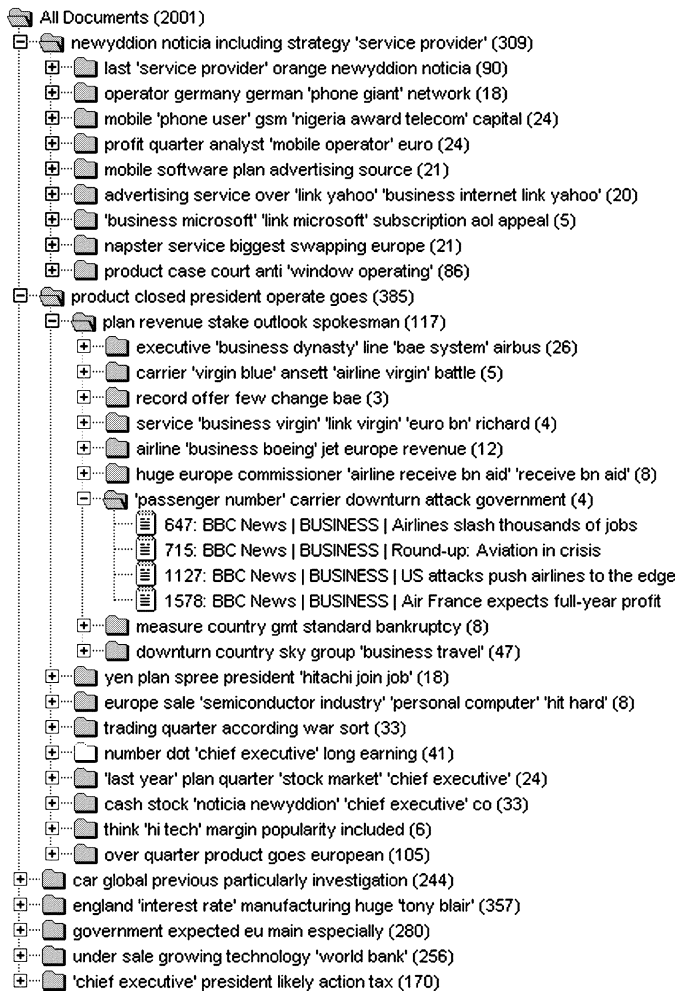 All Documents (2001)
newyddion noticia including strategy 'service provider' (309)
last 'service provider' orange newyddion noticia (90)
operator germany german 'phone giant' network (18)
mobile 'phone user' gsm 'nigeria award telecom' capital (24)
profit quarter analyst 'mobile operator' euro (24)
mobile software plan advertising source (21)
advertising service over 'link yahoo' 'business internet link yahoo' (20)
'business microsoft' 'link microsoft' subscription aol appeal (5)
napster service biggest swapping europe (21)
product case court anti 'window operating' (86)
product closed president operate goes (385)
plan revenue stake outlook spokesman (117)
executive 'business dynasty' line 'bae system' airbus (26)
carrier 'virgin blue' ansett 'airline virgin' battle (5)
record offer few change bae (3)
service 'business virgin' 'link virgin' 'euro bn' richard (4)
airline 'business boeing' jet europe revenue (12)
huge europe commissioner 'airline receive bn aid' 'receive bn aid' (8)
'passenger number' carrier downturn attack government (4)
647: BBC News | BUSINESS | Airlines slash thousands of jobs
715: BBC News | BUSINESS | Round-up: Aviation in crisis
1127: BBC News | BUSINESS | US attacks push airlines to the edge
1578: BBC News | BUSINESS | Air France expects full-year profit
measure country gmt standard bankruptcy (8)
downturn country sky group 'business travel' (47)
yen plan spree president 'hitachi join job' (18)
europe sale 'semiconductor industry' 'personal computer' 'hit hard' (8)
trading quarter according war sort (33)
number dot 'chief executive' long earning (41)
'last year' plan quarter 'stock market' 'chief executive' (24)
cash stock 'noticia newyddion' 'chief executive' co (33)
think 'hi tech' margin popularity included (6)
over quarter product goes european (105)
car global previous particularly investigation (244)
england 'interest rate' manufacturing huge 'tony blair' (357)
government expected eu main especially (280)
under sale growing technology 'world bank' (256)
'chief executive' president likely action tax (170)